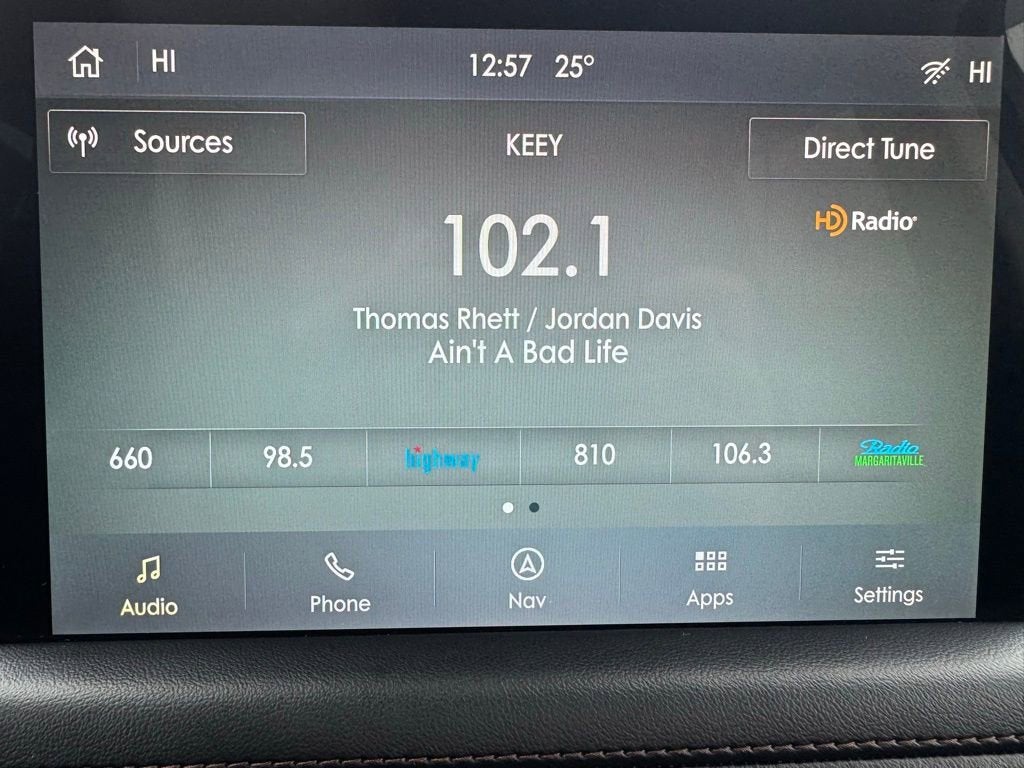 HI 12:57 25° HI
Sources KEEY Direct Tune
HD Radio
102.1
Thomas Rhett / Jordan Davis
Ain't A Bad Life
660 98.5 highway 810 106.3 Radio
MARGARITAVILLE
Audio Phone Nav Apps Settings